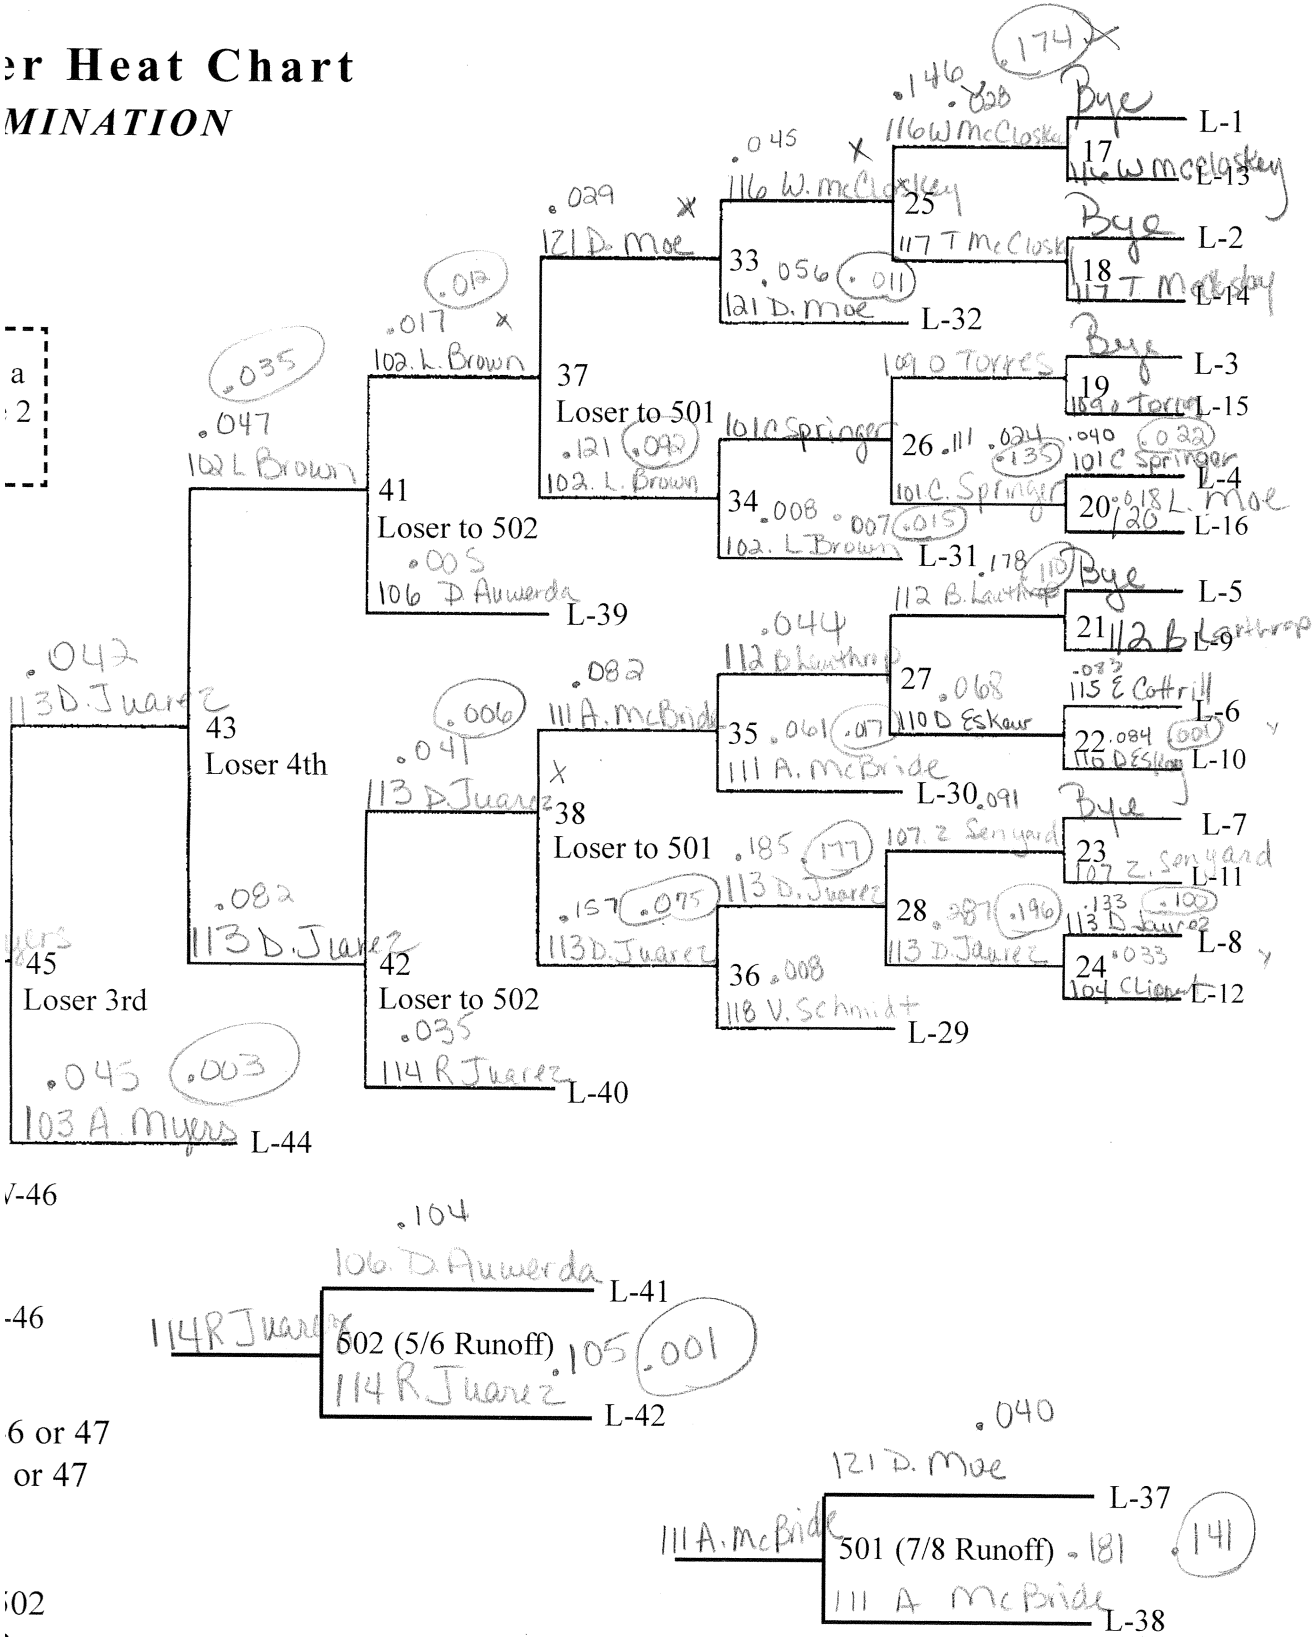 er Heat Chart
MINATION
.174
.146 .028
Bye
L-1
116 W McCloskey
17
116 W McCloskey
L-13
.045 X
116 W. McCloskey
25
Bye
L-2
117 T McCloskey
18
117 T McCloskey
L-14
.029 X
121 D. Moe
33 .056 .011
121 D. Moe
L-32
.012
.017 X
102. L. Brown
Bye
L-3
109 O Torres
19
109 O Torres
L-15
37
Loser to 501
.121 .092
102. L. Brown
101 C Springer
26 .111 .024
.135
.040 .022
101 C Springer
L-4
101 C. Springer
20 .018 L. Moe
120
L-16
34 .008 .007 .015
102. L Brown
L-31
a
2
.035
.047
102 L Brown
41
Loser to 502
.005
106 D. Auwerda
L-39
.178 .110
Bye
L-5
112 B. Lauthrop
21 112 B Larthrop
L-9
.044
112 B Lauthrop
27 .068
110 D Eskew
.083
115 E Cottrill
L-6
22 .084 .001
110 D Eskew
L-10
.082
111 A. McBride
35 .061 .017
111 A. McBride
L-30
.042
113 D. Juarez
43
Loser 4th
.006
.041
113 D. Juarez
X
38
Loser to 501
.157 .075
113 D. Juarez
.091
Bye
L-7
107. Z Senyard
23
107 Z. Senyard
L-11
.185 .177
113 D. Juarez
28 .287 .196
113 D. Juarez
.133 .100
113 D Jaurez
L-8
24 .033
104 Clippert
L-12
36 .008
118 V. Schmidt
L-29
.082
113 D. Juarez
42
Loser to 502
.035
114 R Juarez
L-40
yers
45
Loser 3rd
.045 .003
103 A. Myers
L-44
V-46
-46
.104
106. D. Auwerda
L-41
114 R Juarez
502 (5/6 Runoff) .105 .001
114 R Juarez
L-42
6 or 47
or 47
.040
121 D. Moe
L-37
111 A. McBride
501 (7/8 Runoff) .181 .141
111 A McBride
L-38
502